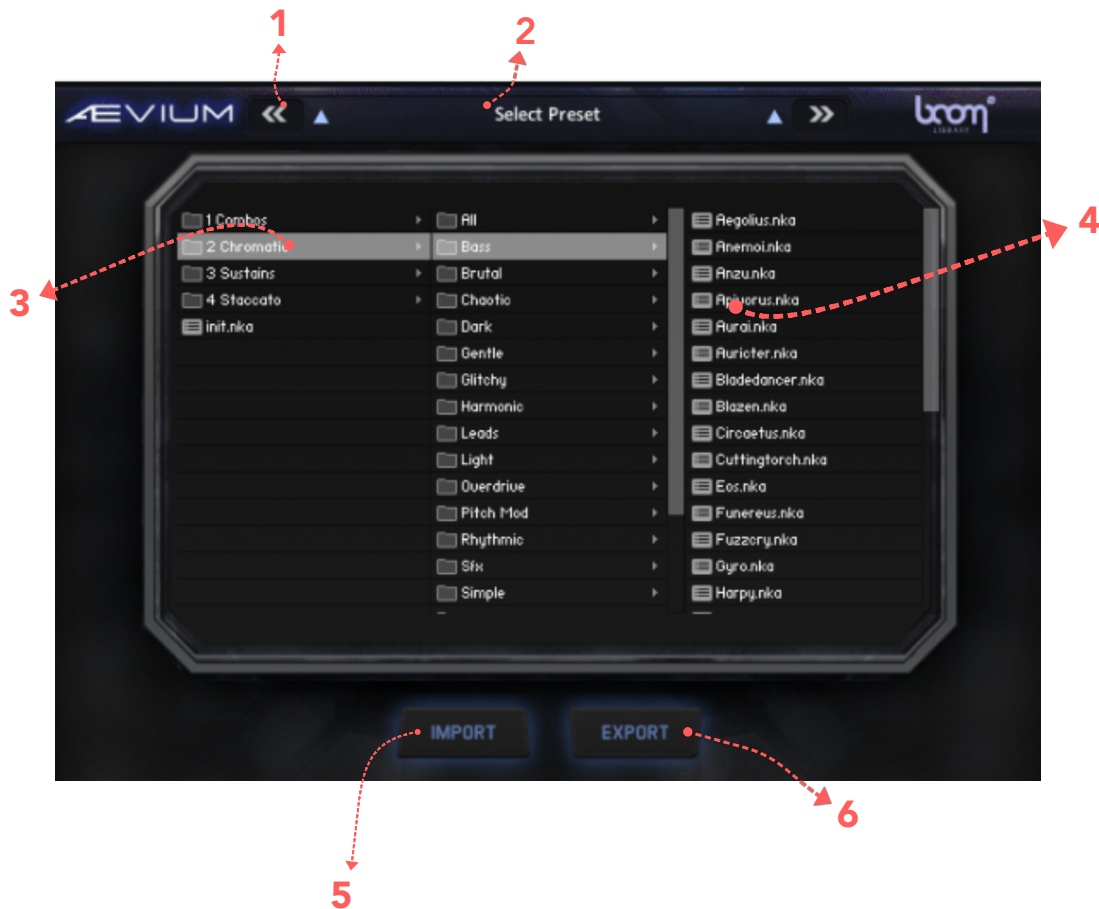 1
2
ÆVIUM
Select Preset
boom
LIBRARY
1 Combos
All
Aegolius.nka
2 Chromatic
Bass
Anemoi.nka
3 Sustains
Brutal
Anzu.nka
4 Staccato
Chaotic
Apivorus.nka
init.nka
Dark
Aurai.nka
Gentle
Auricter.nka
Glitchy
Bladedancer.nka
Harmonic
Blazen.nka
Leads
Circaetus.nka
Light
Cuttingtorch.nka
Overdrive
Eos.nka
Pitch Mod
Funereus.nka
Rhythmic
Fuzzery.nka
Sfx
Gyro.nka
Simple
Harpy.nka
3
4
IMPORT
EXPORT
5
6